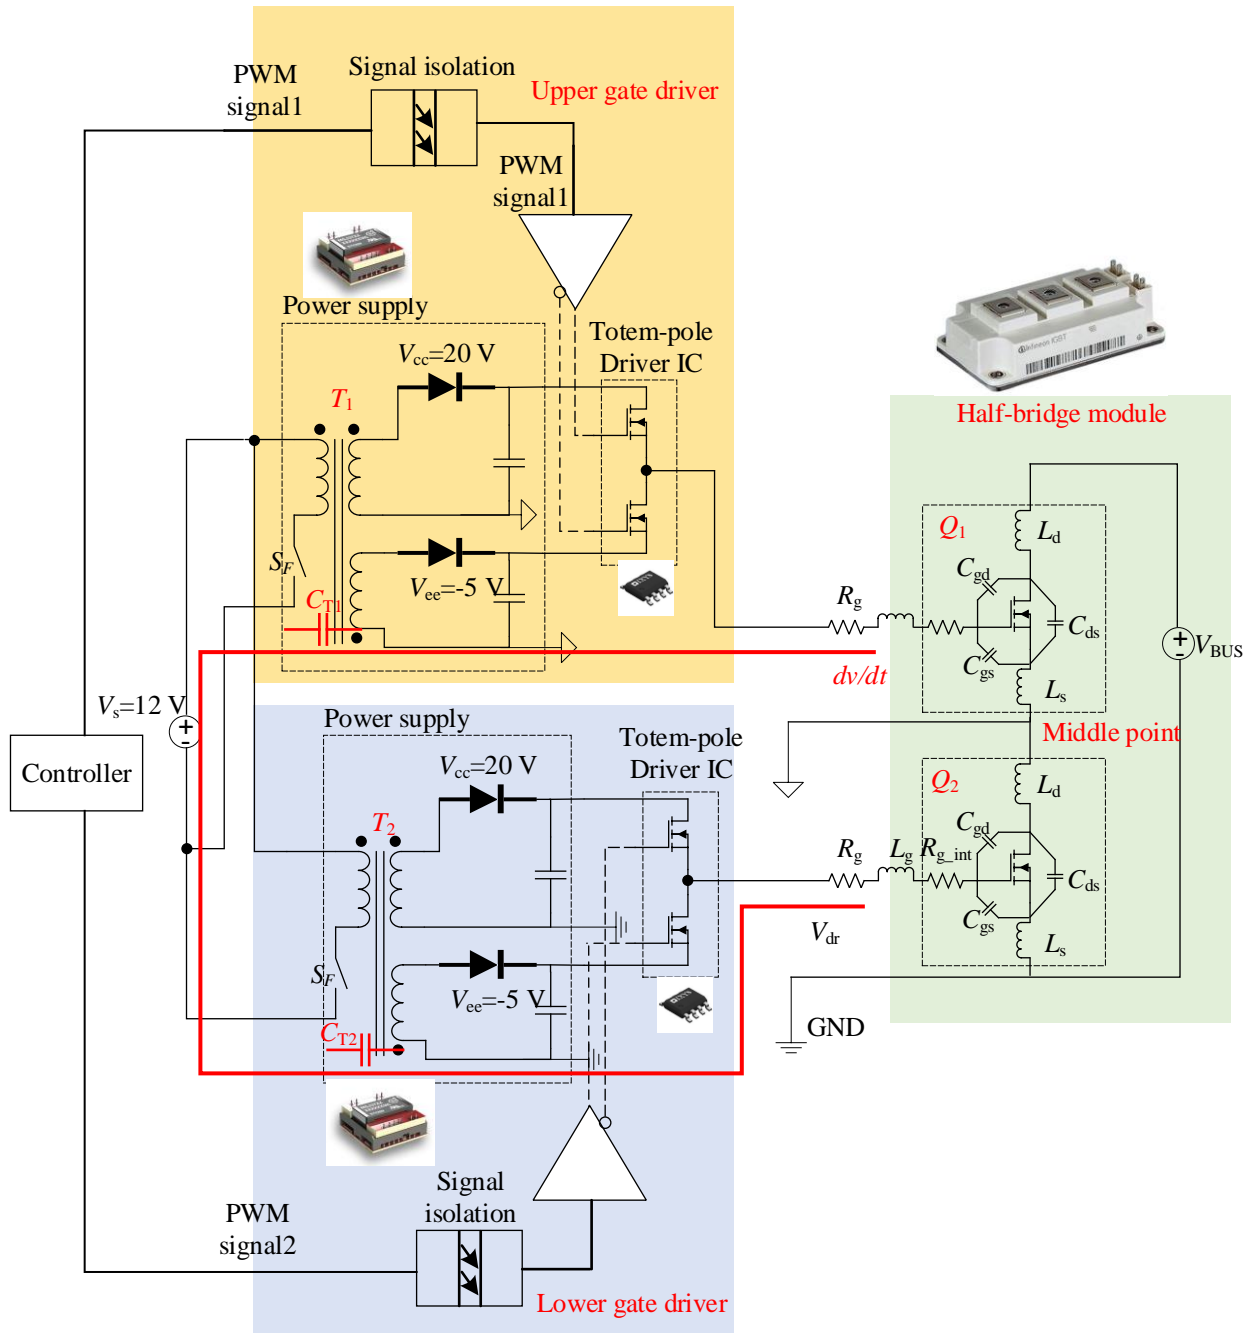 PWM
signal1
Signal isolation
Upper gate driver
PWM
signal1
Power supply
Totem-pole
Driver IC
Vcc=20 V
T1
SF
CT1
Vee=-5 V
Infineon IGBT
Half-bridge module
Q1
Ld
Cgd
Rg
Cds
Cgs
Ls
VBUS
dv/dt
Vs=12 V
Middle point
Controller
Power supply
Totem-pole
Driver IC
Vcc=20 V
T2
Q2
Ld
Cgd
Rg
Lg
Rg_int
Cds
Cgs
Ls
Vdr
SF
Vee=-5 V
CT2
GND
Signal
isolation
PWM
signal2
Lower gate driver